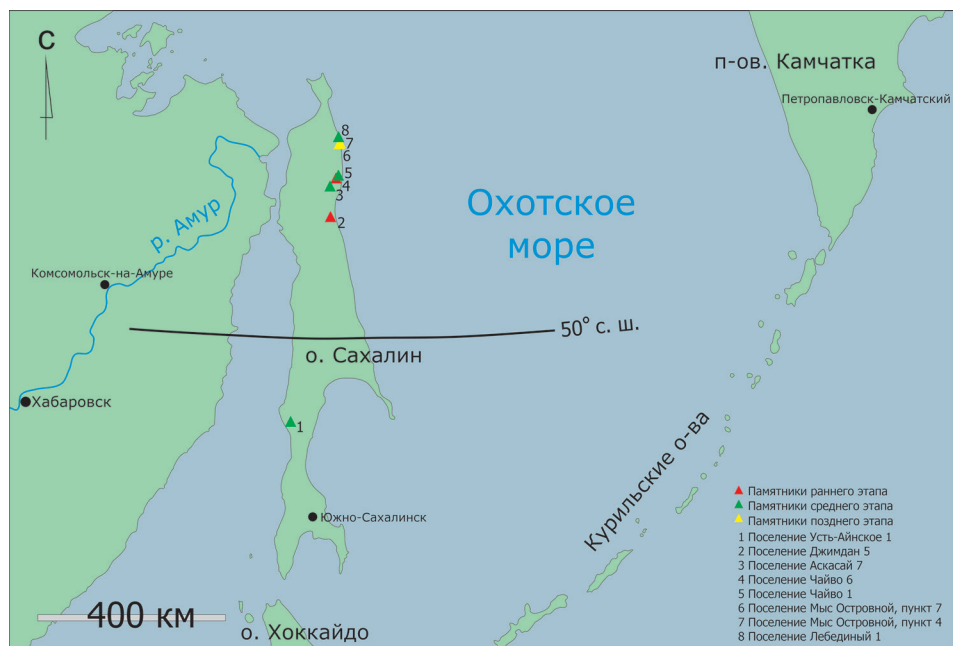 С
п-ов. Камчатка
Петропавловск-Камчатский
8
7
6
5
4
3
2
Охотское
море
р. Амур
Комсомольск-на-Амуре
50° с. ш.
о. Сахалин
Хабаровск
1
Курильские о-ва
Южно-Сахалинск
400 км
о. Хоккайдо
Памятники раннего этапа
Памятники среднего этапа
Памятники позднего этапа
1 Поселение Усть-Айнское 1
2 Поселение Джимдан 5
3 Поселение Аскасай 7
4 Поселение Чайво 6
5 Поселение Чайво 1
6 Поселение Мыс Островной, пункт 7
7 Поселение Мыс Островной, пункт 4
8 Поселение Лебединый 1